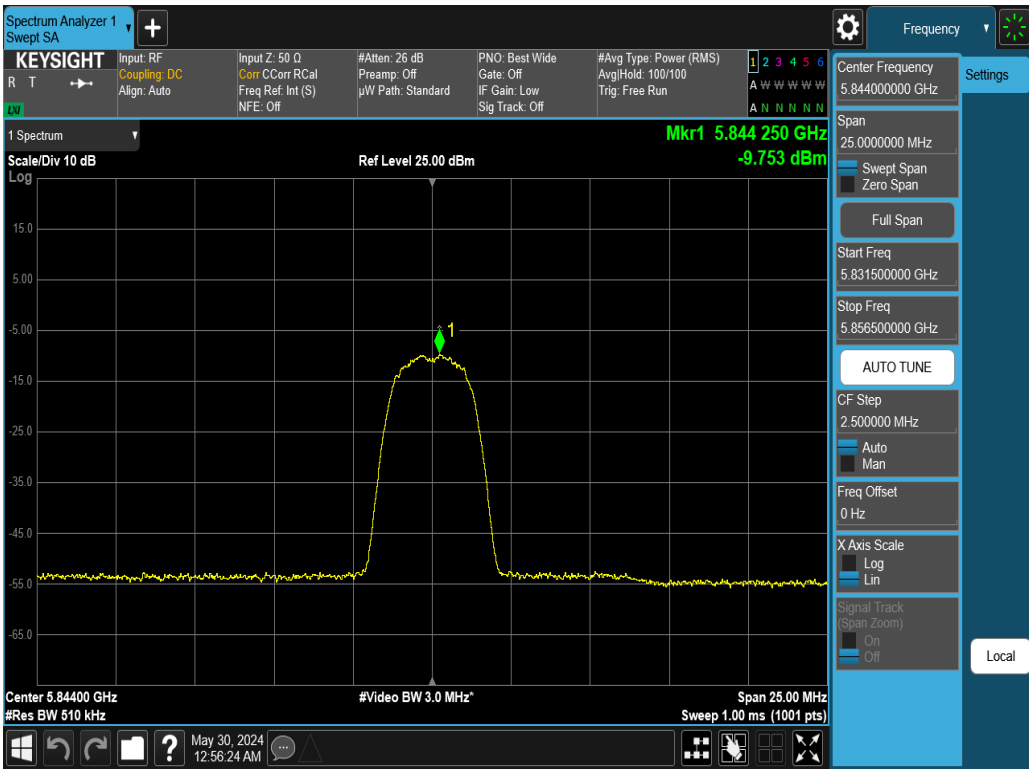 Spectrum Analyzer 1
Swept SA
Frequency
KEYSIGHT
R T
LXI
Input: RF
Coupling: DC
Align: Auto
Input Z: 50 Ω
Corr CCorr RCal
Freq Ref: Int (S)
NFE: Off
#Atten: 26 dB
Preamp: Off
µW Path: Standard
PNO: Best Wide
Gate: Off
IF Gain: Low
Sig Track: Off
#Avg Type: Power (RMS)
Avg|Hold: 100/100
Trig: Free Run
1 2 3 4 5 6
A W W W W W
A N N N N N
1 Spectrum
Mkr1 5.844 250 GHz
-9.753 dBm
Scale/Div 10 dB
Ref Level 25.00 dBm
Log
15.0
5.00
-5.00
-15.0
-25.0
-35.0
-45.0
-55.0
-65.0
1
Center 5.84400 GHz
#Video BW 3.0 MHz*
Span 25.00 MHz
#Res BW 510 kHz
Sweep 1.00 ms (1001 pts)
Center Frequency
5.844000000 GHz
Span
25.0000000 MHz
Swept Span
Zero Span
Full Span
Start Freq
5.831500000 GHz
Stop Freq
5.856500000 GHz
AUTO TUNE
CF Step
2.500000 MHz
Auto
Man
Freq Offset
0 Hz
X Axis Scale
Log
Lin
Signal Track
(Span Zoom)
On
Off
Settings
Local
?
May 30, 2024
12:56:24 AM